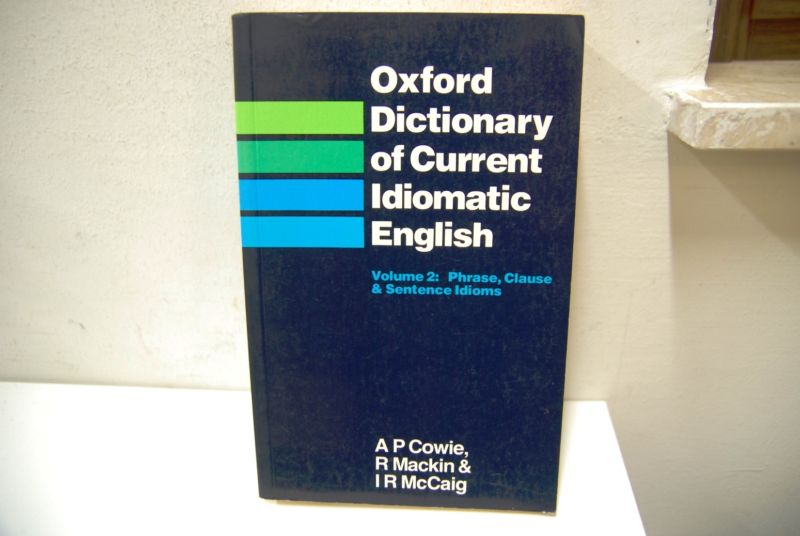 Oxford
Dictionary
of Current
Idiomatic
English
Volume 2: Phrase, Clause
& Sentence Idioms
A P Cowie,
R Mackin &
I R McCaig